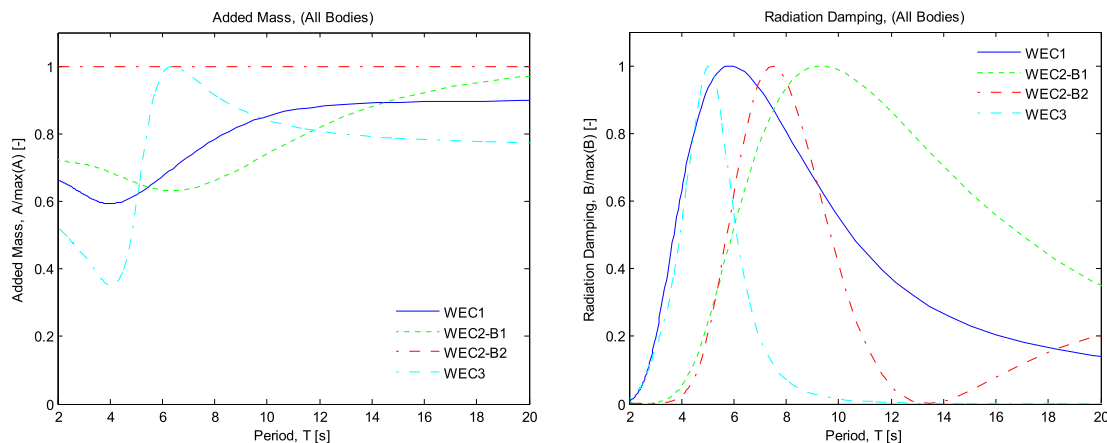 Added Mass, (All Bodies)
Added Mass, A/max(A) [-]
1
0.8
0.6
0.4
0.2
0
WEC1
WEC2-B1
WEC2-B2
WEC3
2 4 6 8 10 12 14 16 18 20
Period, T [s]
Radiation Damping, (All Bodies)
Radiation Damping, B/max(B) [-]
1
0.8
0.6
0.4
0.2
0
WEC1
WEC2-B1
WEC2-B2
WEC3
2 4 6 8 10 12 14 16 18 20
Period, T [s]